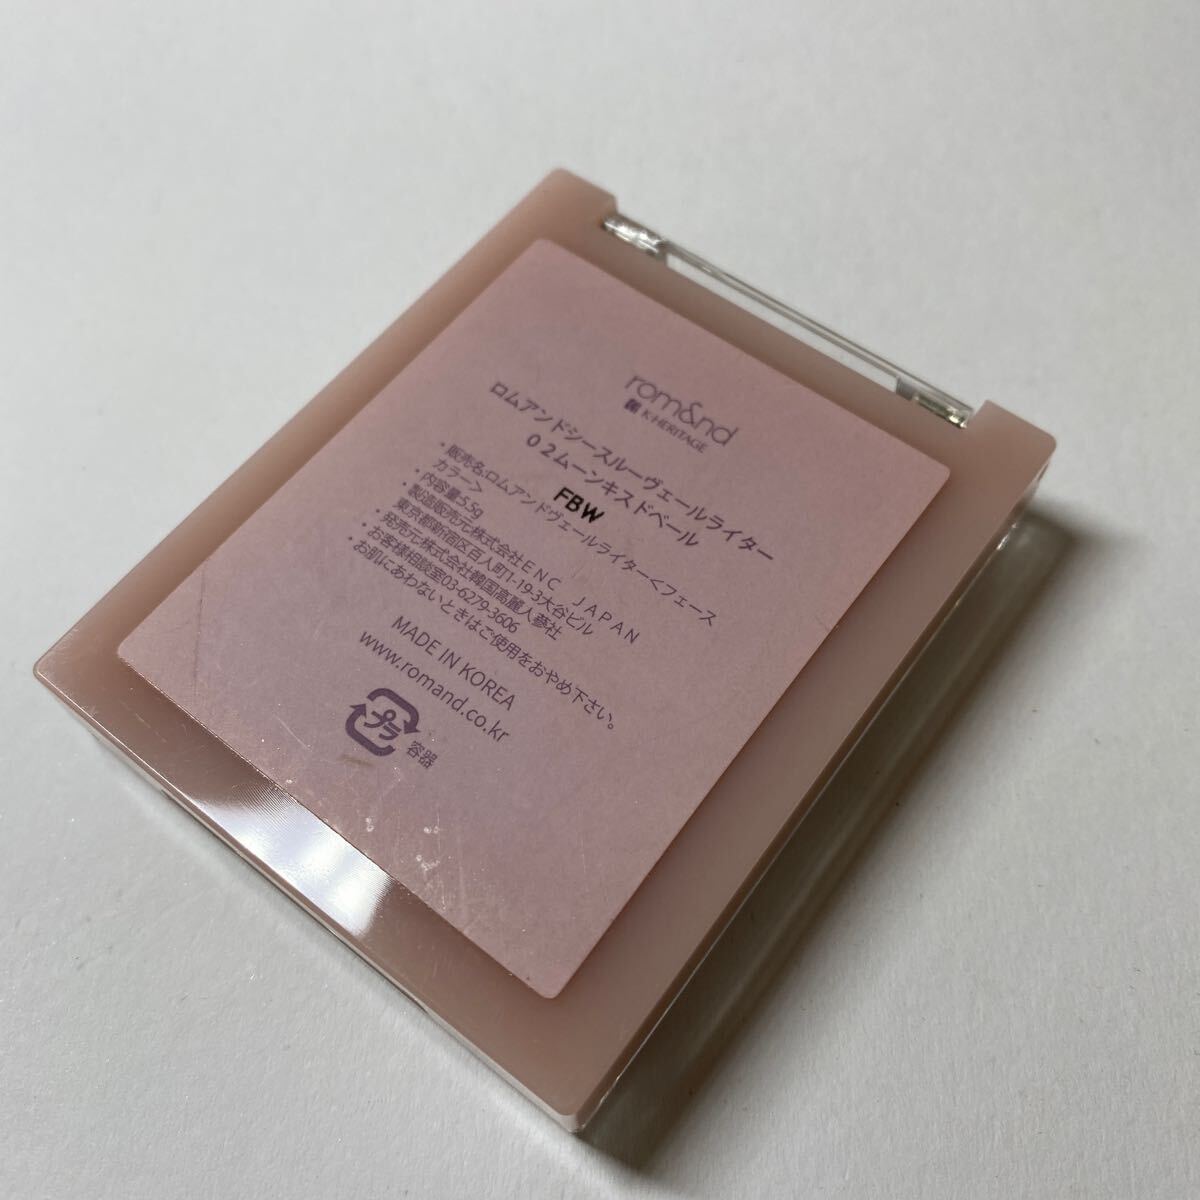 rom&nd
K-HERITAGE
ロムアンドシースルーヴェールライター
02ムーンキスドベール
FBW
・販売名:ロムアンドヴェールライター<フェース
カラー>
・内容量5.5g
・製造販売元株式会社ENC JAPAN
東京都新宿区百人町1-19-3大谷ビル
・発売元株式会社韓国高麗人蔘社
・お客様相談室03-6279-3606
・お肌にあわないときはご使用をおやめ下さい。
MADE IN KOREA
www.romand.co.kr
プラ
容器